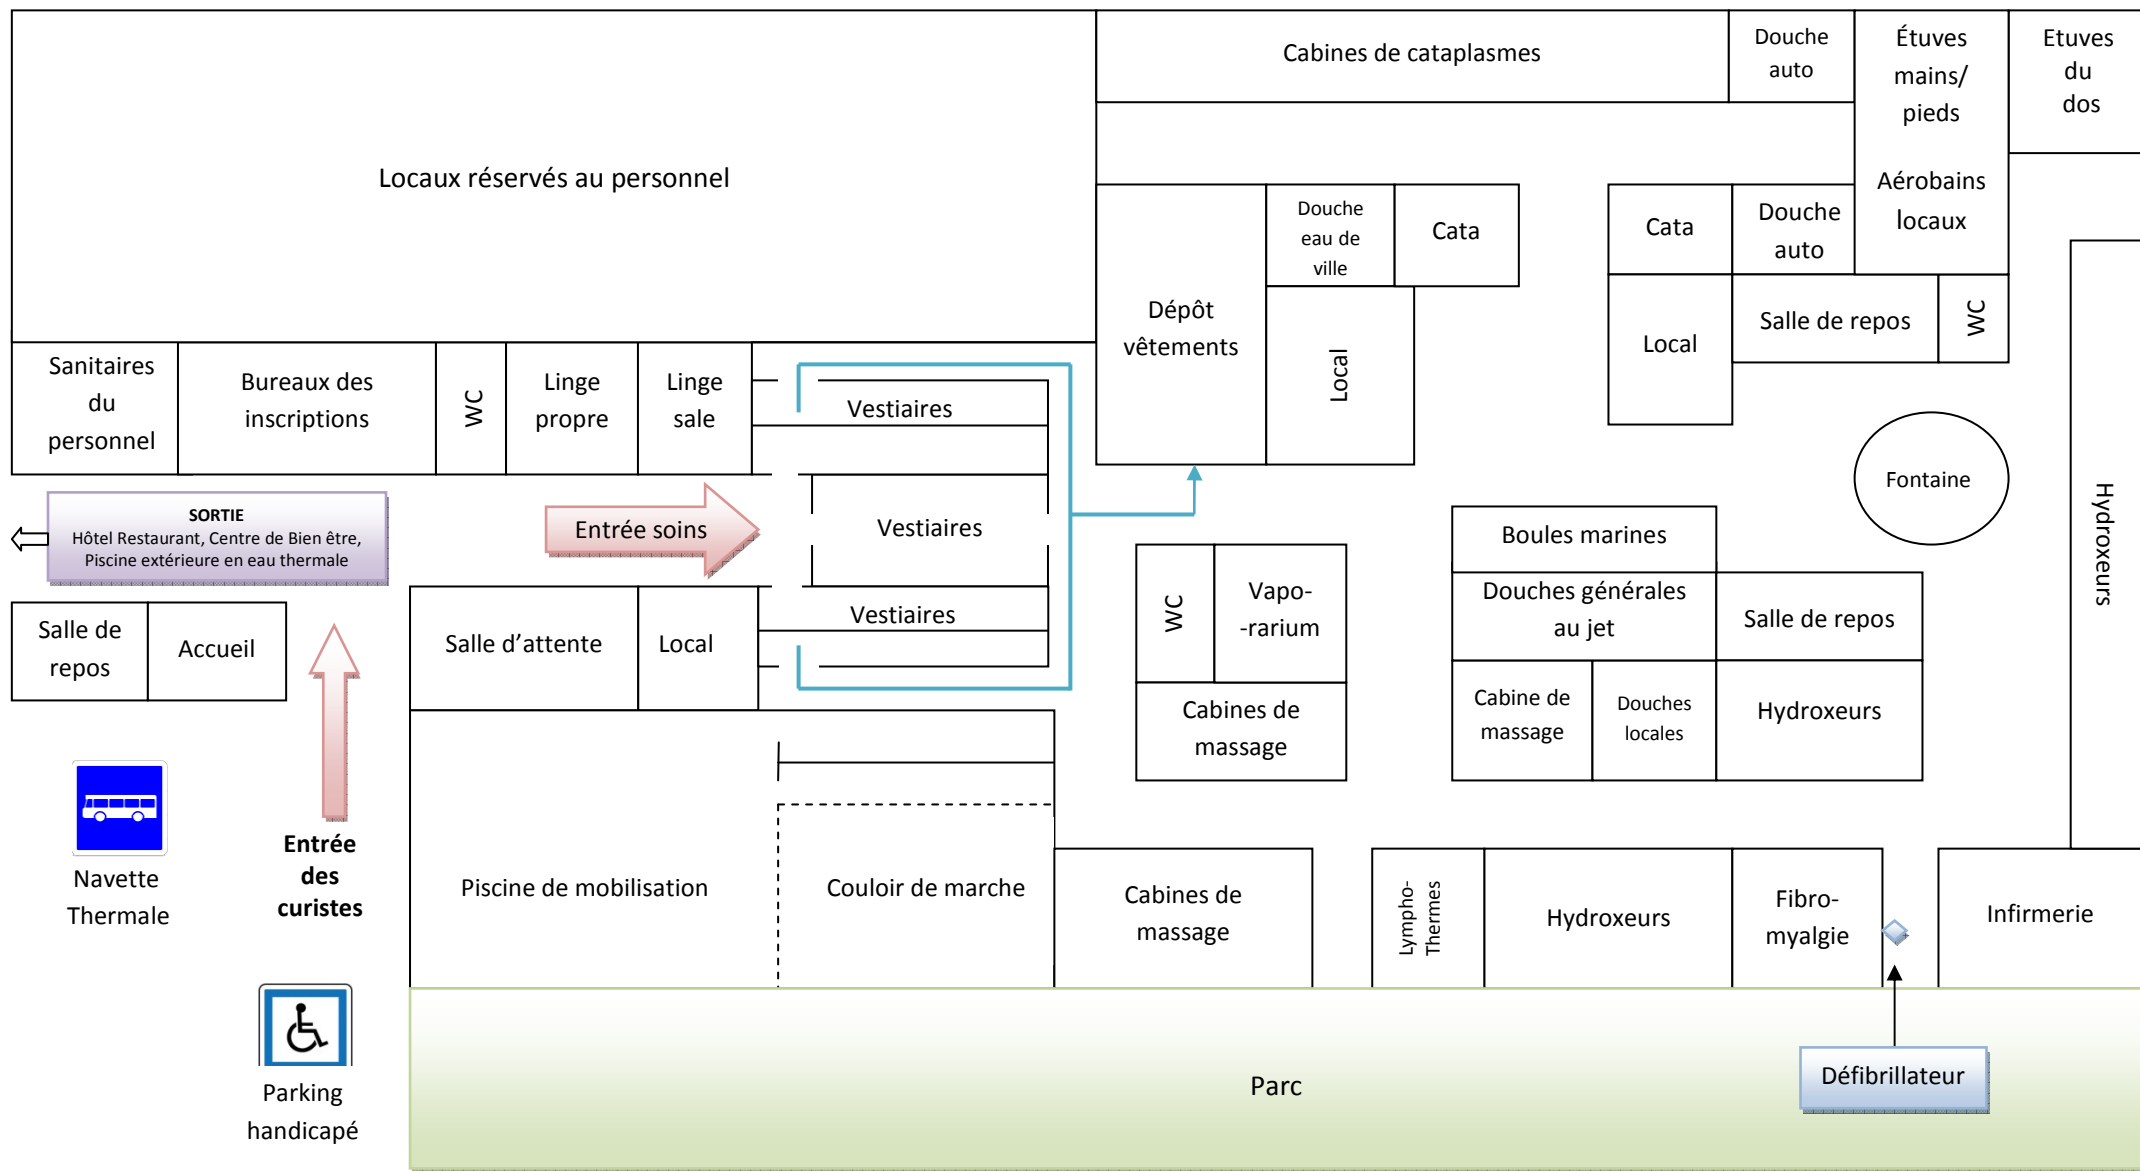 Locaux réservés au personnel
Cabines de cataplasmes
Douche
auto
Étuves
mains/
pieds
Aérobains
locaux
Etuves
du
dos
Dépôt
vêtements
Douche
eau de
ville
Cata
Local
Cata
Douche
auto
Local
Salle de repos
WC
Sanitaires
du
personnel
Bureaux des
inscriptions
WC
Linge
propre
Linge
sale
Vestiaires
Vestiaires
Vestiaires
SORTIE
Hôtel Restaurant, Centre de Bien être,
Piscine extérieure en eau thermale
Entrée soins
Fontaine
Hydroxeurs
Salle de
repos
Accueil
Salle d’attente
Local
WC
Vapo-
-rarium
Cabines de
massage
Boules marines
Douches générales
au jet
Salle de repos
Cabine de
massage
Douches
locales
Hydroxeurs
Navette
Thermale
Entrée
des
curistes
Piscine de mobilisation
Couloir de marche
Cabines de
massage
Lympho-
Thermes
Hydroxeurs
Fibro-
myalgie
Infirmerie
Parking
handicapé
Parc
Défibrillateur